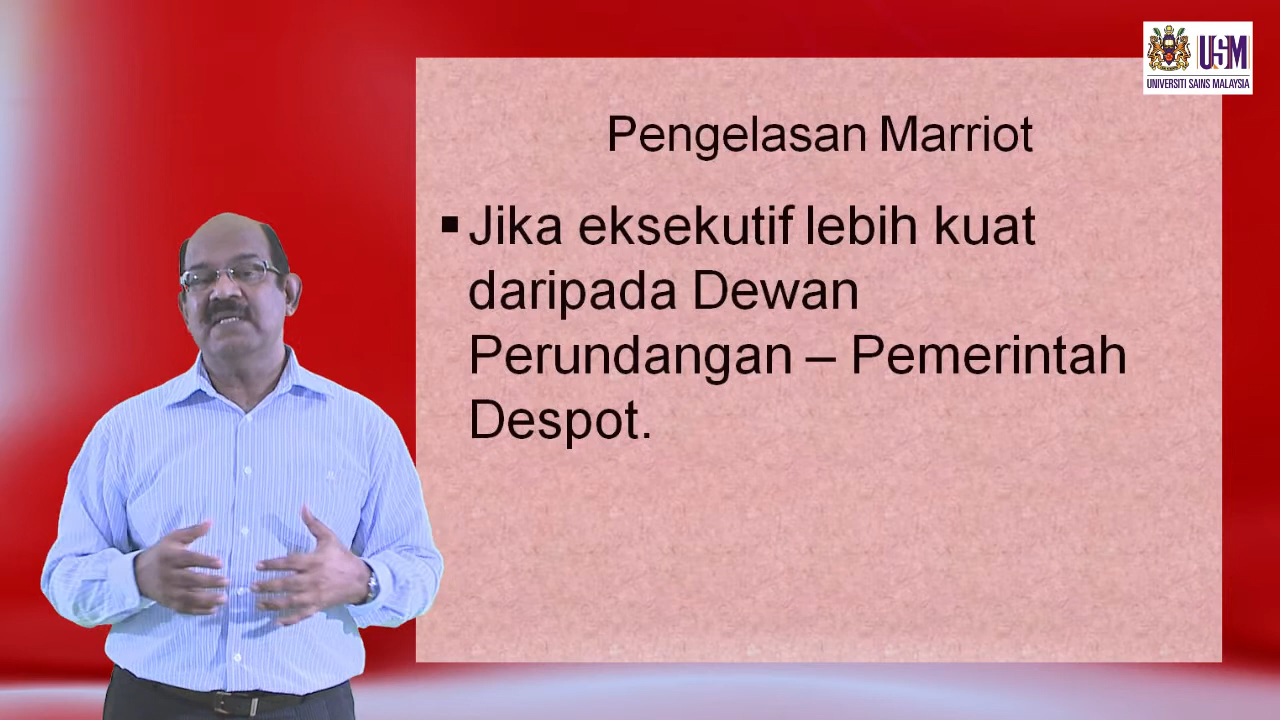 USM
UNIVERSITI SAINS MALAYSIA
Pengelasan Marriot
▪ Jika eksekutif lebih kuat
daripada Dewan
Perundangan – Pemerintah
Despot.